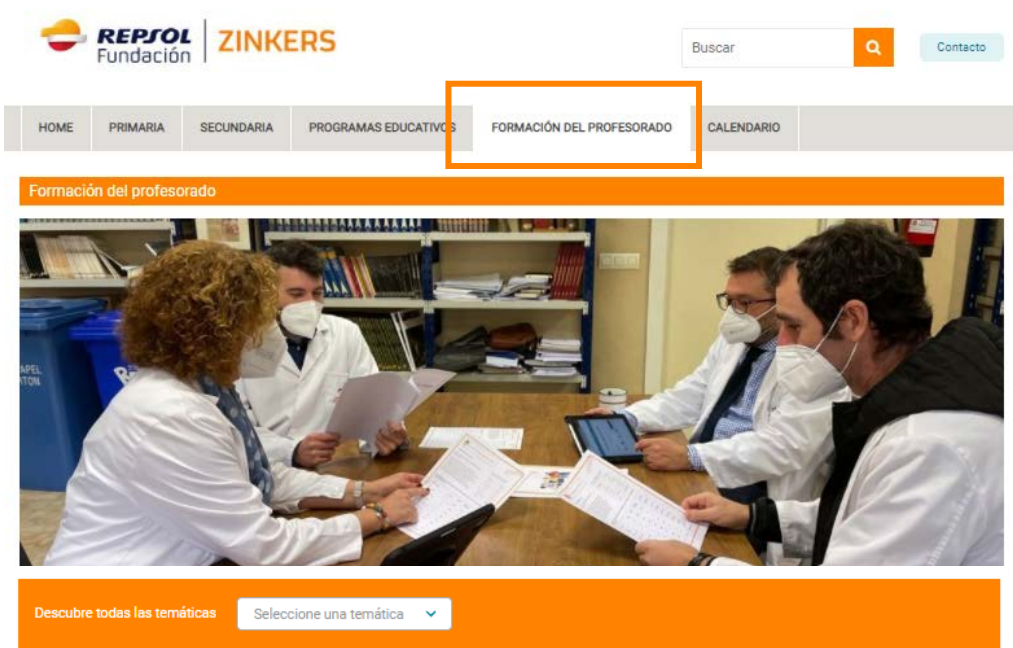 REPSOL
Fundación
ZINKERS
Buscar
Contacto
HOME PRIMARIA SECUNDARIA PROGRAMAS EDUCATIVOS FORMACIÓN DEL PROFESORADO CALENDARIO
Formación del profesorado
Descubre todas las temáticas Seleccione una temática